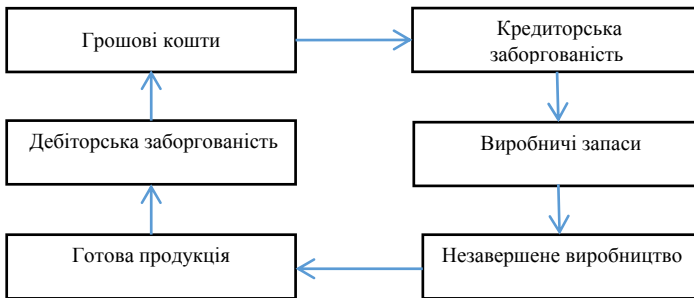 Грошові кошти
Кредиторська
заборгованість
Дебіторська заборгованість
Виробничі запаси
Готова продукція
Незавершене виробництво